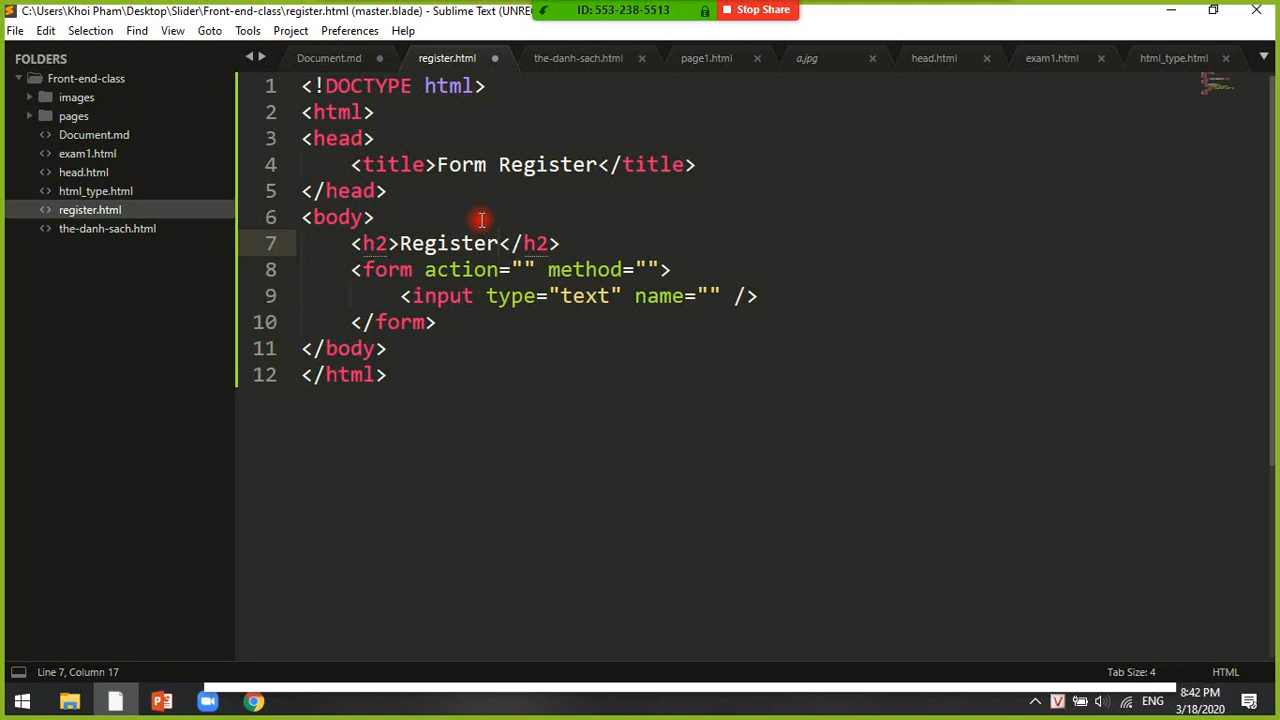 C:\Users\Khoi Pham\Desktop\Slider\Front-end-class\register.html (master.blade) - Sublime Text (UNRE
ID: 553-238-5513
Stop Share
File Edit Selection Find View Goto Tools Project Preferences Help
FOLDERS
Front-end-class
images
pages
Document.md
exam1.html
head.html
html_type.html
register.html
the-danh-sach.html
Document.md register.html the-danh-sach.html page1.html a.jpg head.html exam1.html html_type.html
1 <!DOCTYPE html>
2 <html>
3 <head>
4 <title>Form Register</title>
5 </head>
6 <body>
7 <h2>Register</h2>
8 <form action="" method="">
9 <input type="text" name="" />
10 </form>
11 </body>
12 </html>
Line 7, Column 17
Tab Size: 4
HTML
V
ENG
8:42 PM
3/18/2020